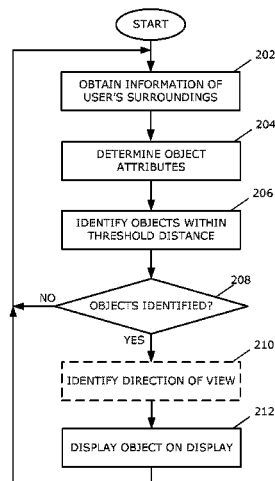 START
202
OBTAIN INFORMATION OF
USER'S SURROUNDINGS
204
DETERMINE OBJECT
ATTRIBUTES
206
IDENTIFY OBJECTS WITHIN
THRESHOLD DISTANCE
208
NO
OBJECTS IDENTIFIED?
YES
210
IDENTIFY DIRECTION OF VIEW
212
DISPLAY OBJECT ON DISPLAY